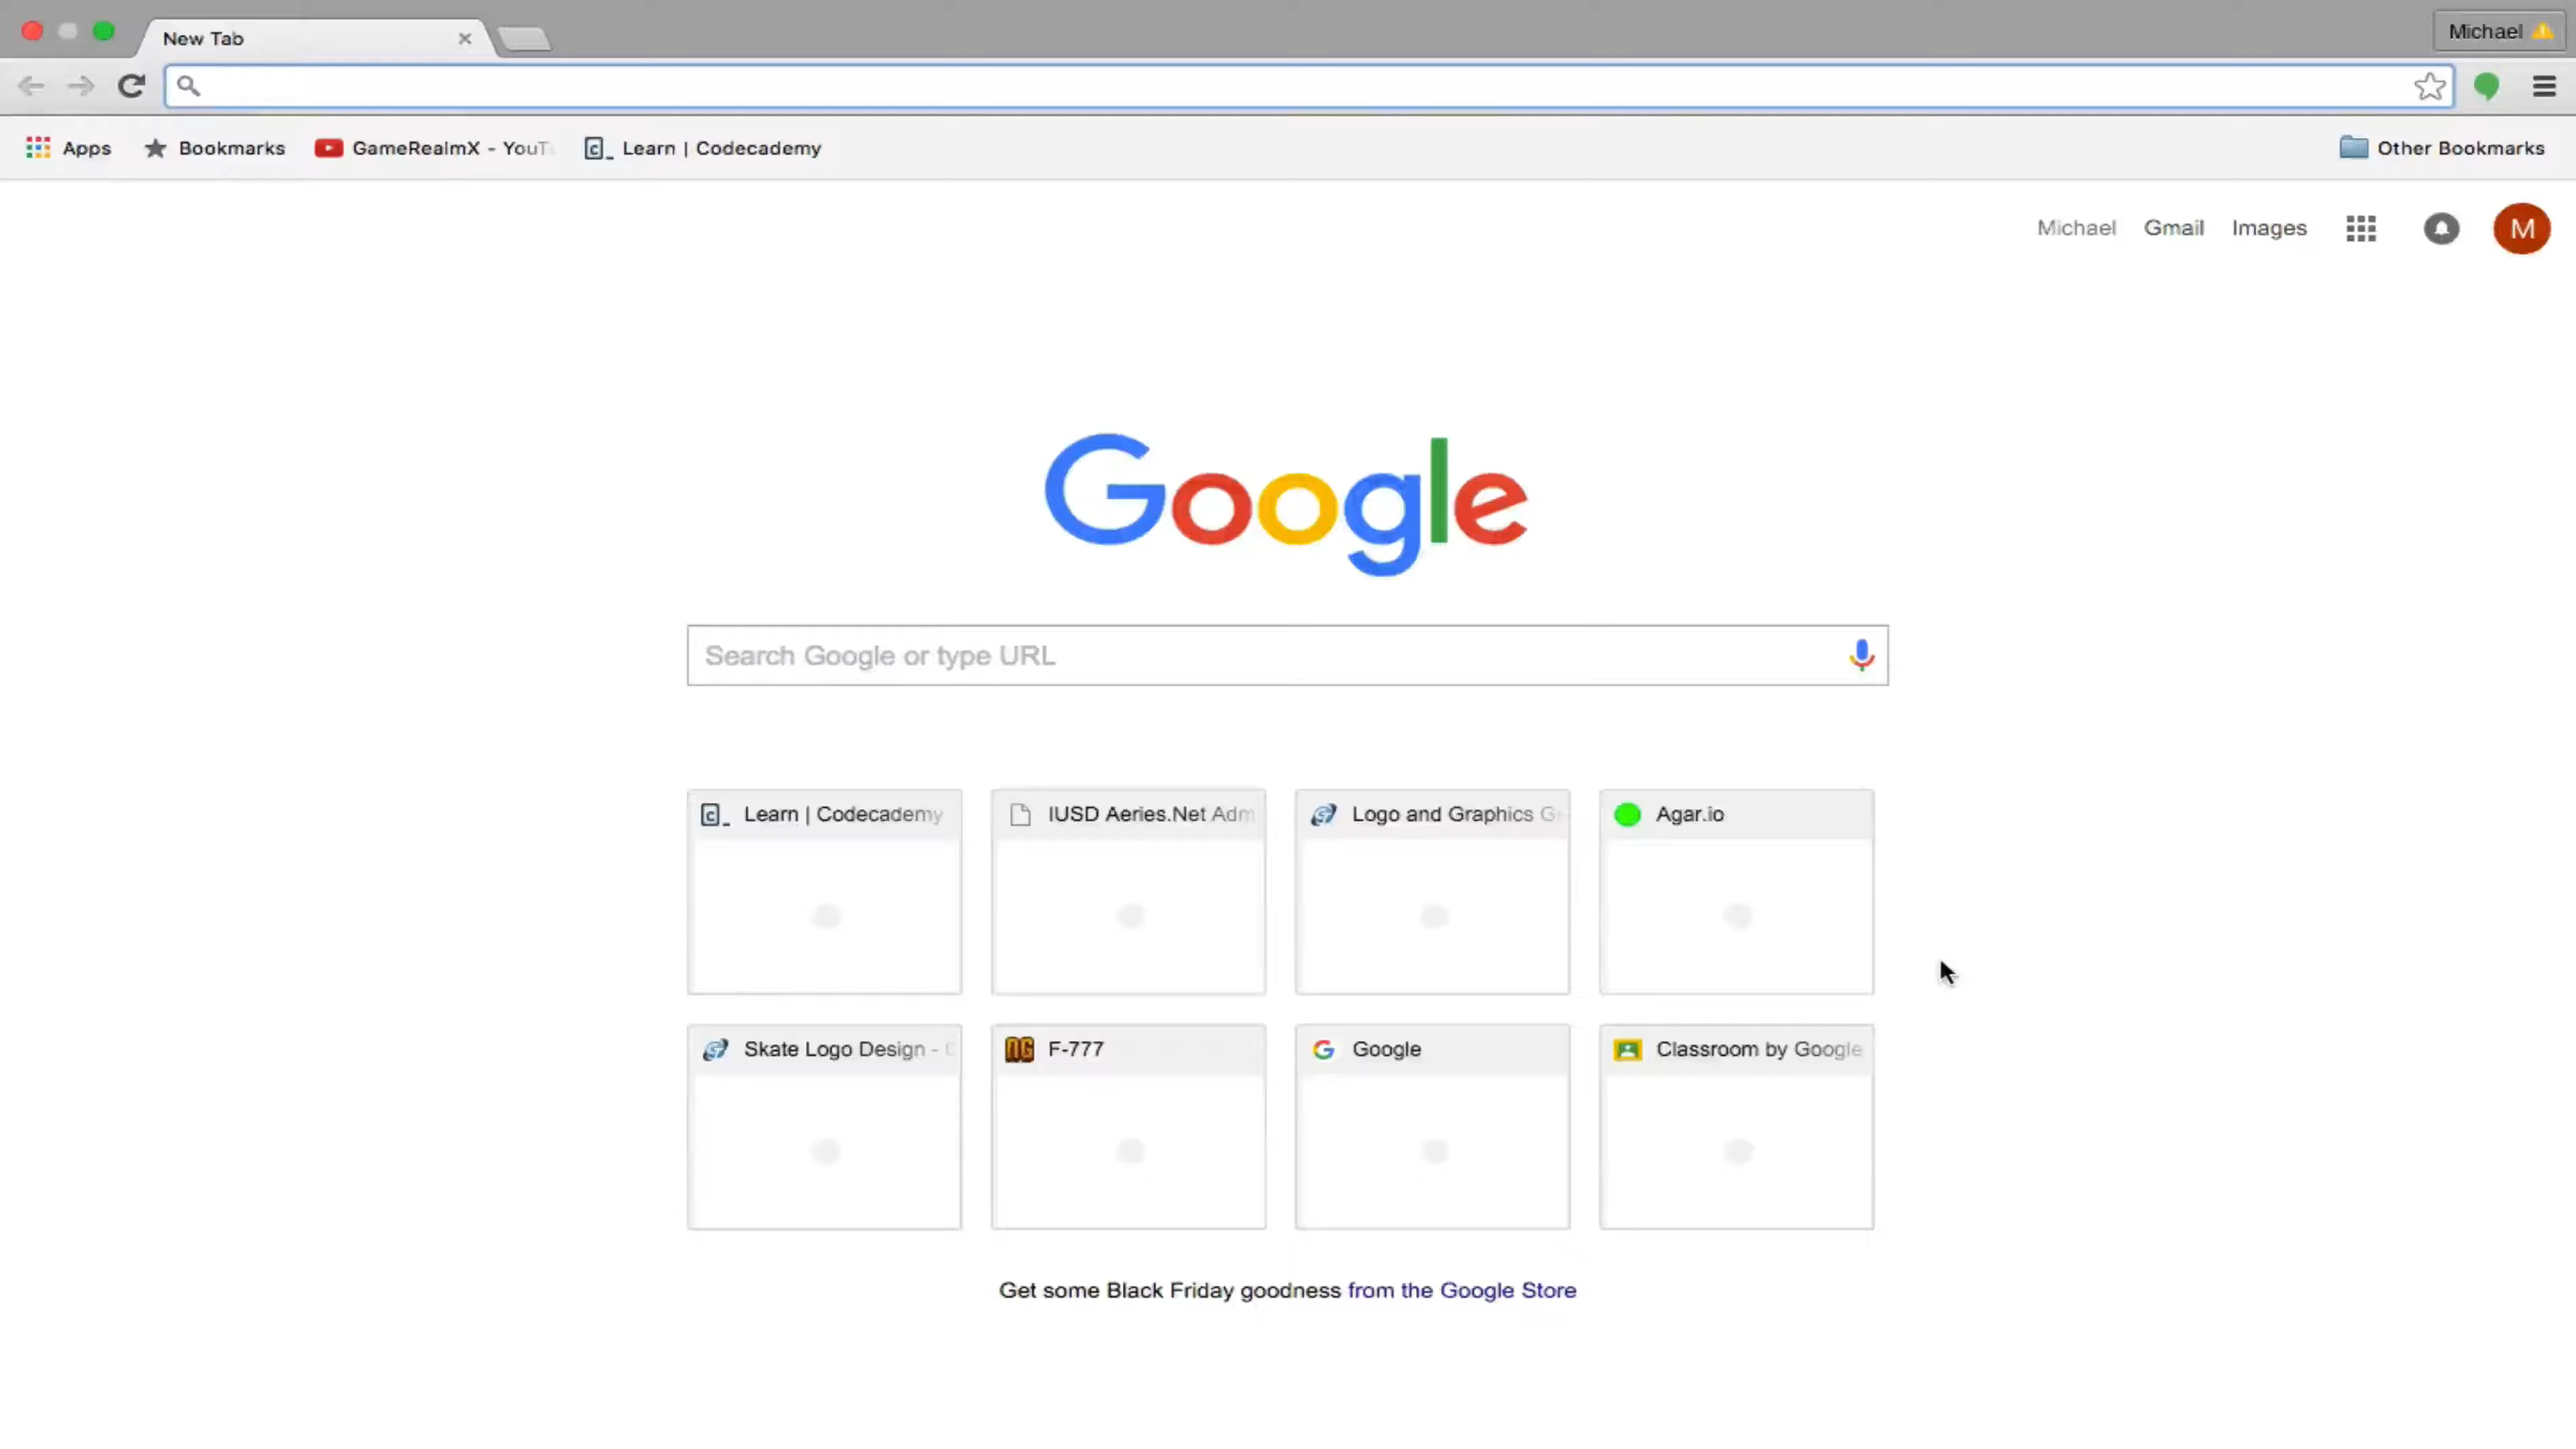 New Tab
Michael
Apps Bookmarks GameRealmX - YouT Learn | Codecademy Other Bookmarks
Michael Gmail Images M
Google
Search Google or type URL
Learn | Codecademy IUSD Aeries.Net Adm Logo and Graphics G Agar.io
Skate Logo Design - F-777 Google Classroom by Google
Get some Black Friday goodness from the Google Store